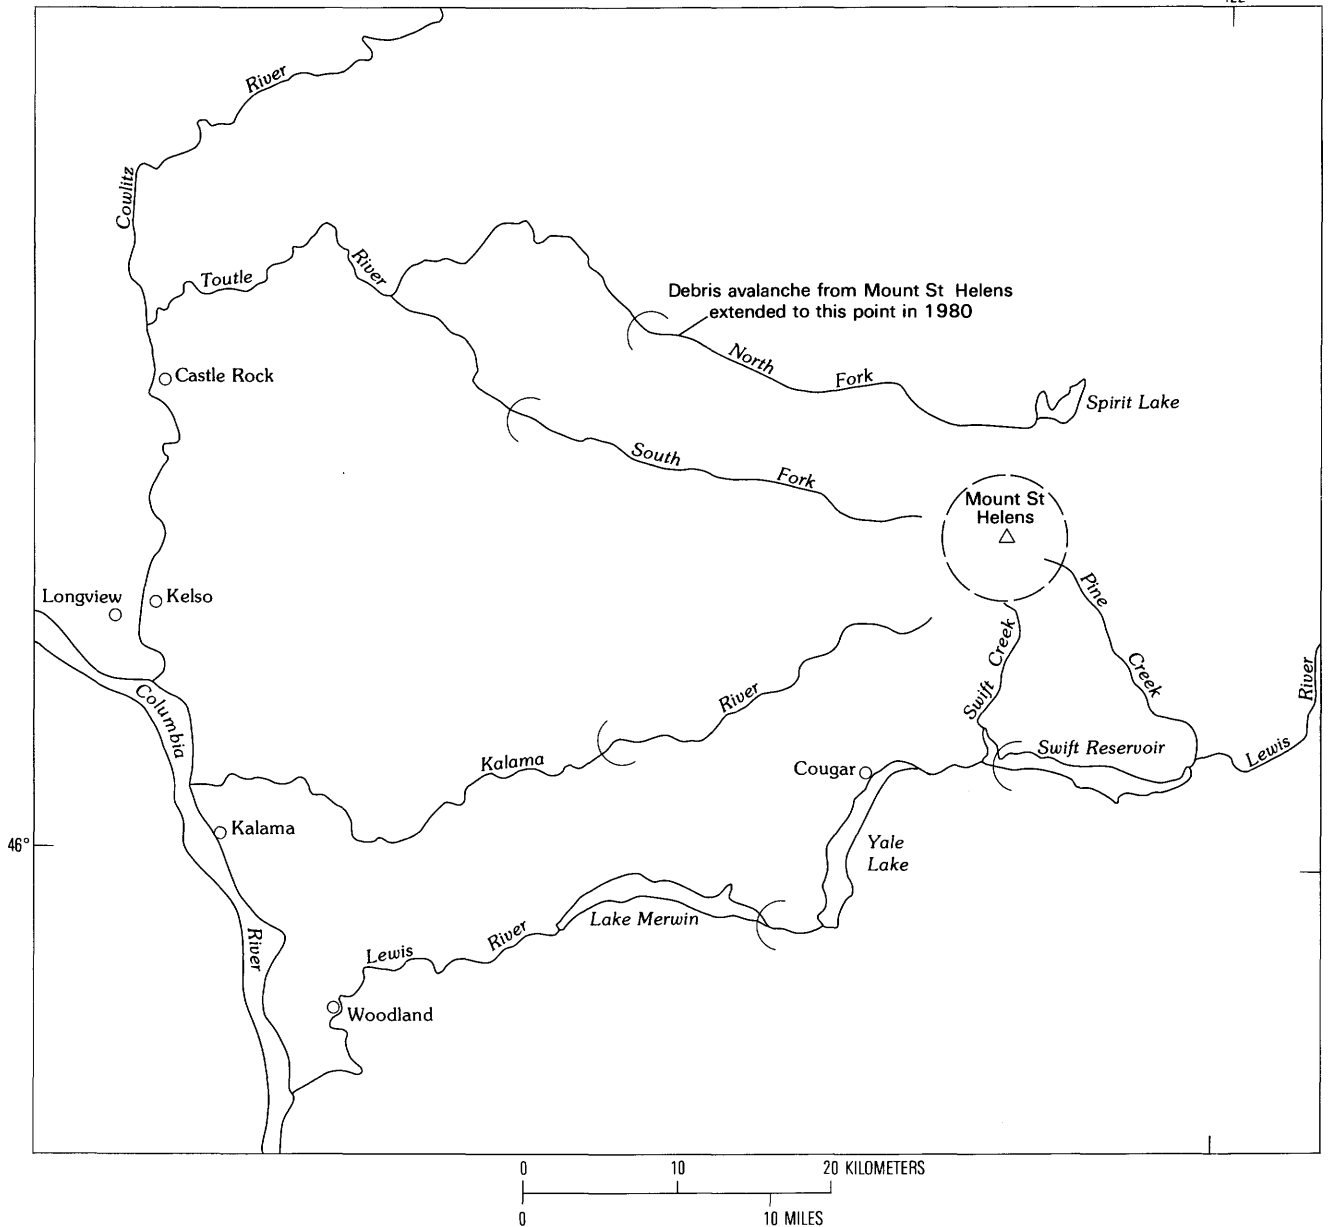 River
Cowlitz
Toutle
River
Debris avalanche from Mount St Helens
extended to this point in 1980
North
Fork
Castle Rock
Spirit Lake
South
Fork
Mount St
Helens
Longview
Kelso
Pine
Creek
Swift Creek
River
Columbia
River
Kalama
River
Swift Reservoir
Lewis
Cougar
Kalama
46°
Yale
Lake
Lake Merwin
River
Lewis
River
Woodland
0 10 20 KILOMETERS
0 10 MILES